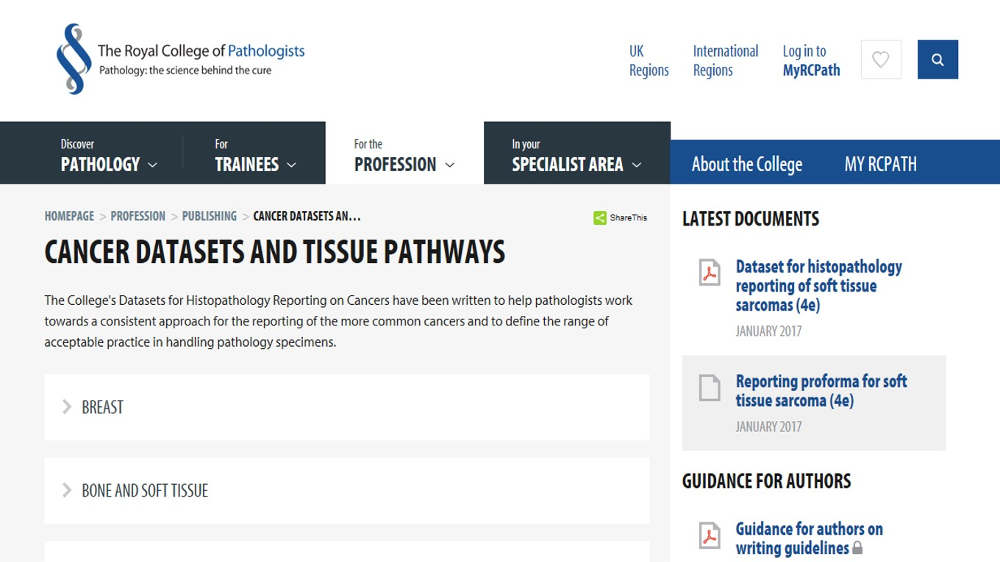 The Royal College of Pathologists
Pathology: the science behind the cure
UK
Regions
International
Regions
Log in to
MyRCPath
Discover
PATHOLOGY
For
TRAINEES
For the
PROFESSION
In your
SPECIALIST AREA
About the College
MY RCPATH
HOMEPAGE > PROFESSION > PUBLISHING > CANCER DATASETS AN...
ShareThis
CANCER DATASETS AND TISSUE PATHWAYS
The College's Datasets for Histopathology Reporting on Cancers have been written to help pathologists work
towards a consistent approach for the reporting of the more common cancers and to define the range of
acceptable practice in handling pathology specimens.
BREAST
BONE AND SOFT TISSUE
LATEST DOCUMENTS
Dataset for histopathology
reporting of soft tissue
sarcomas (4e)
JANUARY 2017
Reporting proforma for soft
tissue sarcoma (4e)
JANUARY 2017
GUIDANCE FOR AUTHORS
Guidance for authors on
writing guidelines